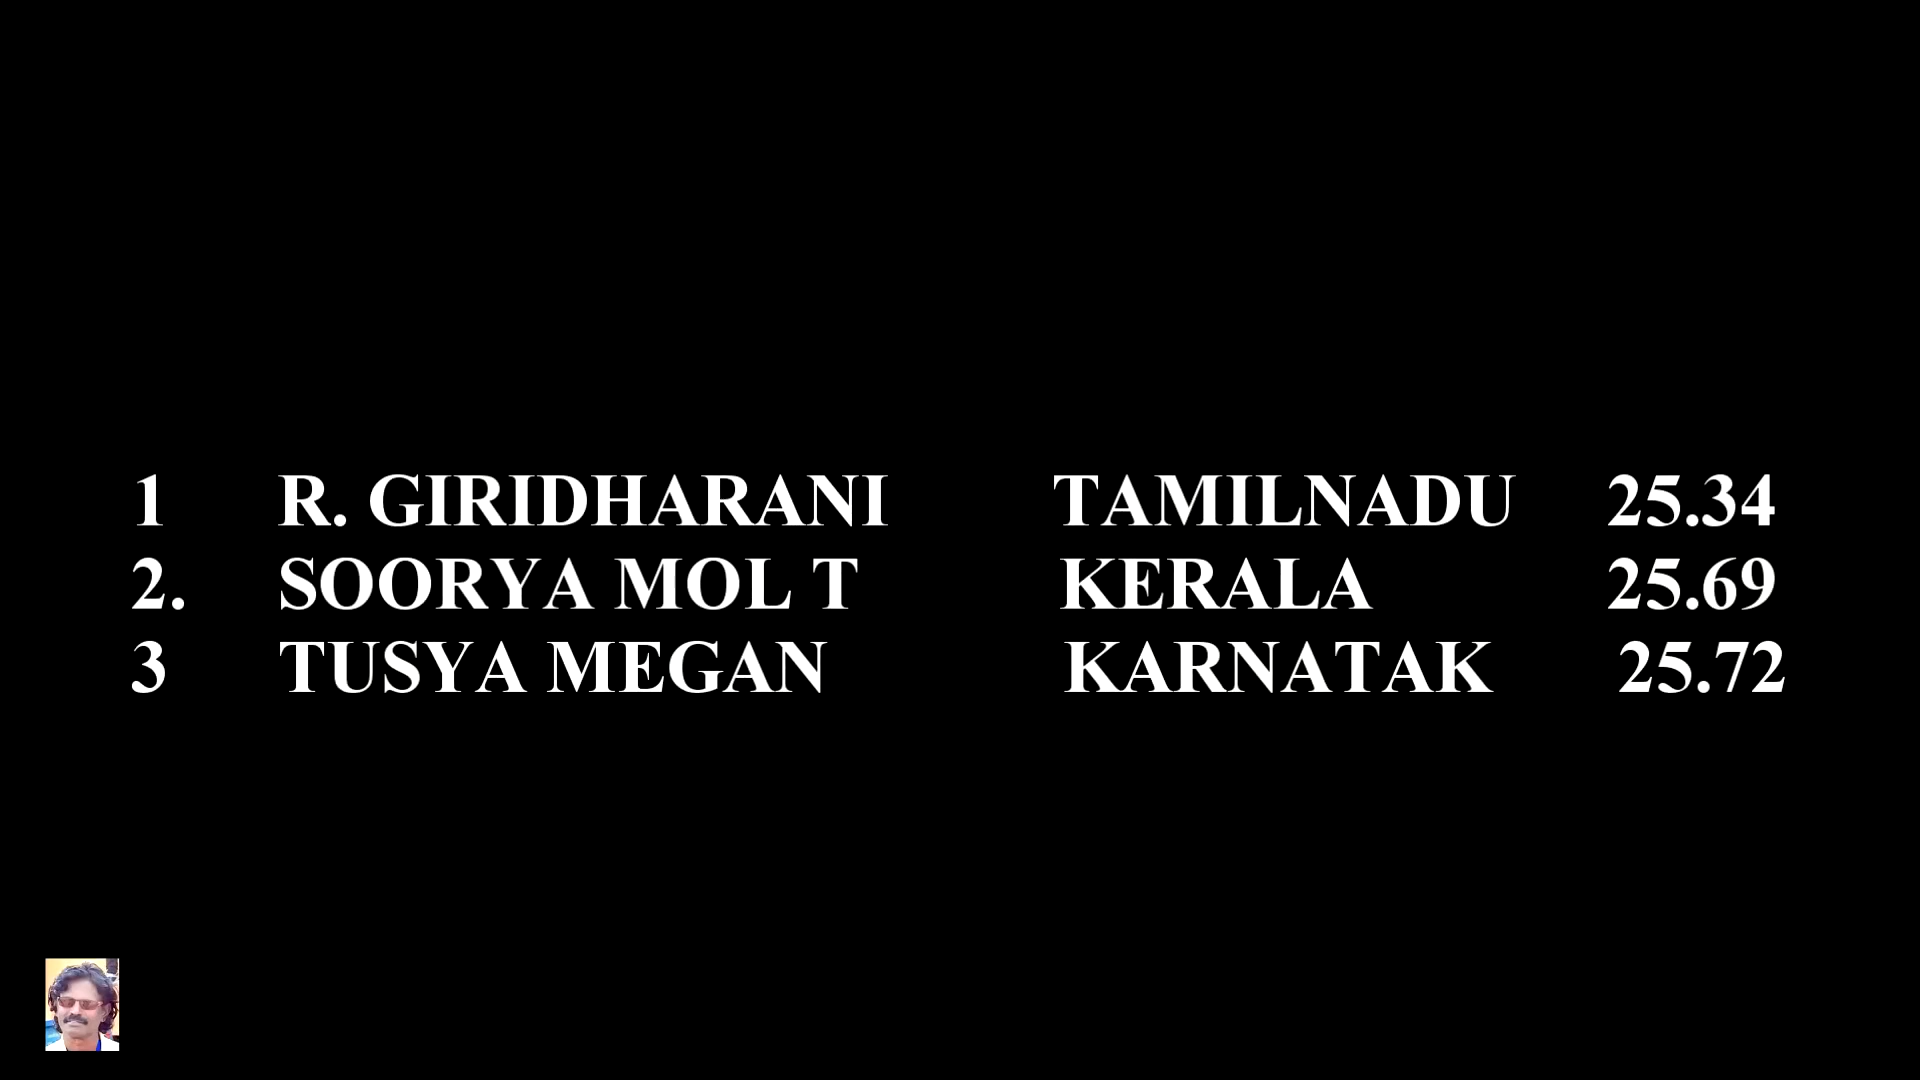 1 R. GIRIDHARANI TAMILNADU 25.34
2. SOORYA MOL T KERALA 25.69
3 TUSYA MEGAN KARNATAK 25.72